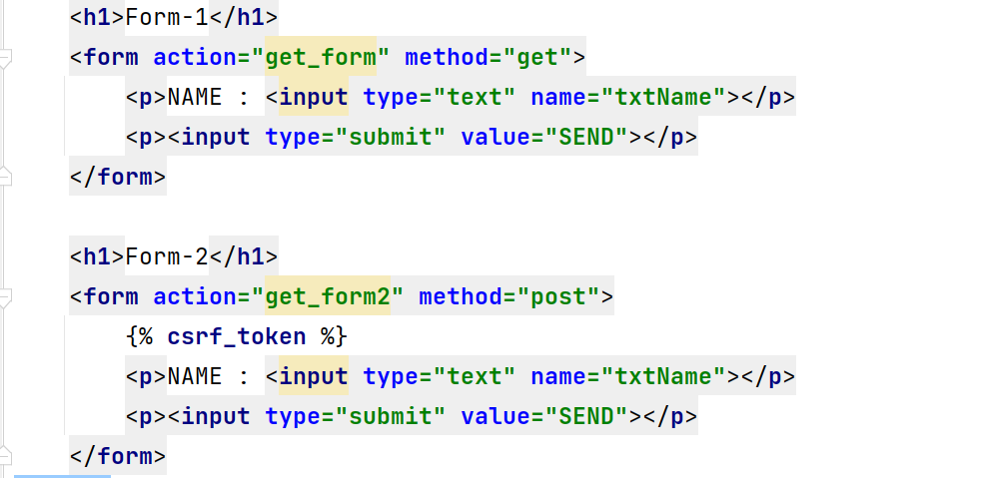 <h1>Form-1</h1>
<form action="get_form" method="get">
<p>NAME : <input type="text" name="txtName"></p>
<p><input type="submit" value="SEND"></p>
</form>
<h1>Form-2</h1>
<form action="get_form2" method="post">
{% csrf_token %}
<p>NAME : <input type="text" name="txtName"></p>
<p><input type="submit" value="SEND"></p>
</form>